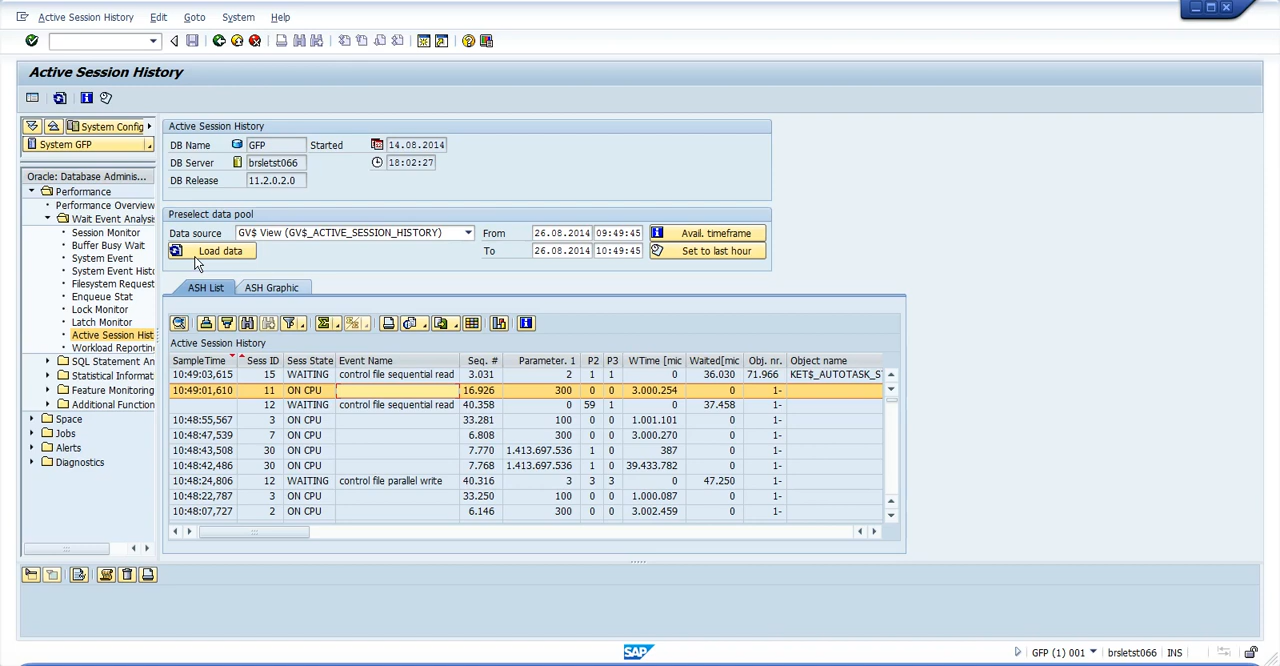 Active Session History Edit Goto System Help
Active Session History
System Config
System GFP
Oracle: Database Adminis...
Performance
Performance Overview
Wait Event Analysis
Session Monitor
Buffer Busy Wait
System Event
System Event Histo
Filesystem Request
Enqueue Stat
Lock Monitor
Latch Monitor
Active Session Hist
Workload Reporting
SQL Statement An
Statistical Informat
Feature Monitoring
Additional Function
Space
Jobs
Alerts
Diagnostics
Active Session History
DB Name GFP Started 14.08.2014
DB Server brsletst066 18:02:27
DB Release 11.2.0.2.0
Preselect data pool
Data source GV$ View (GV$_ACTIVE_SESSION_HISTORY) From 26.08.2014 09:49:45 Avail. timeframe
Load data To 26.08.2014 10:49:45 Set to last hour
ASH List ASH Graphic
Active Session History
SampleTime Sess ID Sess State Event Name Seq. # Parameter. 1 P2 P3 WTime [mic Waited[mic Obj. nr. Object name
10:49:03,615 15 WAITING control file sequential read 3.031 2 1 1 0 36.030 71.966 KET$_AUTOTASK_S
10:49:01,610 11 ON CPU 16.926 300 0 0 3.000.254 0 1-
12 WAITING control file sequential read 40.358 0 59 1 0 37.458 1-
10:48:55,567 3 ON CPU 33.281 100 0 0 1.001.101 0 1-
10:48:47,539 7 ON CPU 6.808 300 0 0 3.000.270 0 1-
10:48:43,508 30 ON CPU 7.770 1.413.697.536 1 0 387 0 1-
10:48:42,486 30 ON CPU 7.768 1.413.697.536 1 0 39.433.782 0 1-
10:48:24,806 12 WAITING control file parallel write 40.316 3 3 3 0 47.250 1-
10:48:22,787 3 ON CPU 33.250 100 0 0 1.000.087 0 1-
10:48:07,727 2 ON CPU 6.146 300 0 0 3.002.459 0 1-
SAP
GFP (1) 001 brsletst066 INS